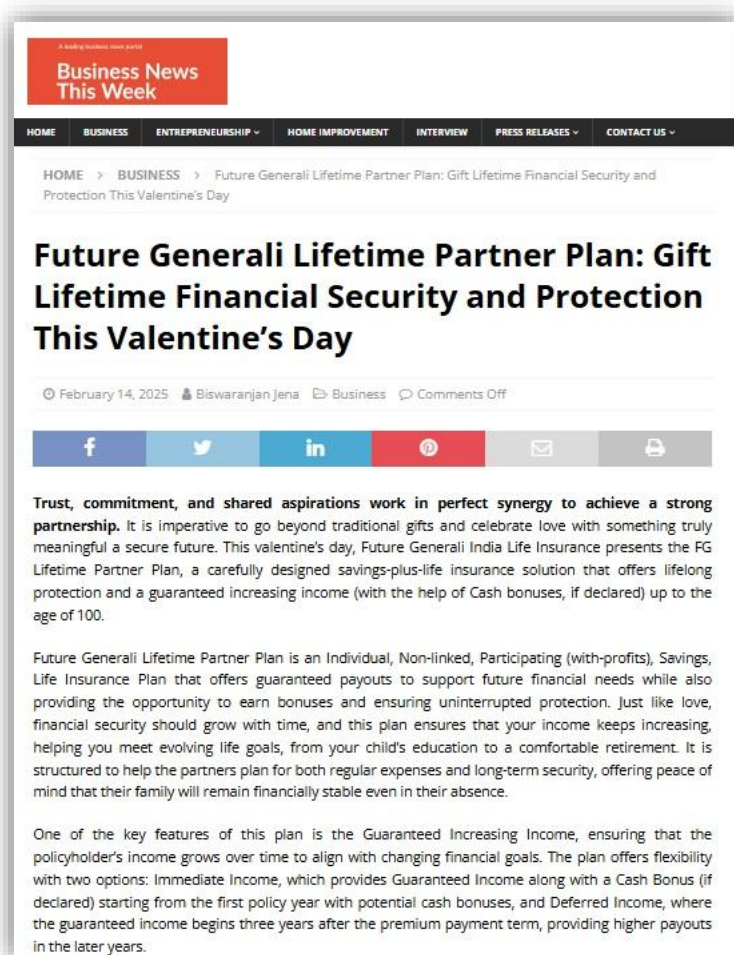 A leading business news portal
Business News
This Week
HOME BUSINESS ENTREPRENEURSHIP HOME IMPROVEMENT INTERVIEW PRESS RELEASES CONTACT US
HOME > BUSINESS > Future Generali Lifetime Partner Plan: Gift Lifetime Financial Security and
Protection This Valentine's Day
Future Generali Lifetime Partner Plan: Gift
Lifetime Financial Security and Protection
This Valentine's Day
February 14, 2025 Biswaranjan Jena Business Comments Off
Trust, commitment, and shared aspirations work in perfect synergy to achieve a strong
partnership. It is imperative to go beyond traditional gifts and celebrate love with something truly
meaningful a secure future. This valentine's day, Future Generali India Life Insurance presents the FG
Lifetime Partner Plan, a carefully designed savings-plus-life insurance solution that offers lifelong
protection and a guaranteed increasing income (with the help of Cash bonuses, if declared) up to the
age of 100.
Future Generali Lifetime Partner Plan is an Individual, Non-linked, Participating (with-profits), Savings,
Life Insurance Plan that offers guaranteed payouts to support future financial needs while also
providing the opportunity to earn bonuses and ensuring uninterrupted protection. Just like love,
financial security should grow with time, and this plan ensures that your income keeps increasing,
helping you meet evolving life goals, from your child's education to a comfortable retirement. It is
structured to help the partners plan for both regular expenses and long-term security, offering peace of
mind that their family will remain financially stable even in their absence.
One of the key features of this plan is the Guaranteed Increasing Income, ensuring that the
policyholder's income grows over time to align with changing financial goals. The plan offers flexibility
with two options: Immediate Income, which provides Guaranteed Income along with a Cash Bonus (if
declared) starting from the first policy year with potential cash bonuses, and Deferred Income, where
the guaranteed income begins three years after the premium payment term, providing higher payouts
in the later years.